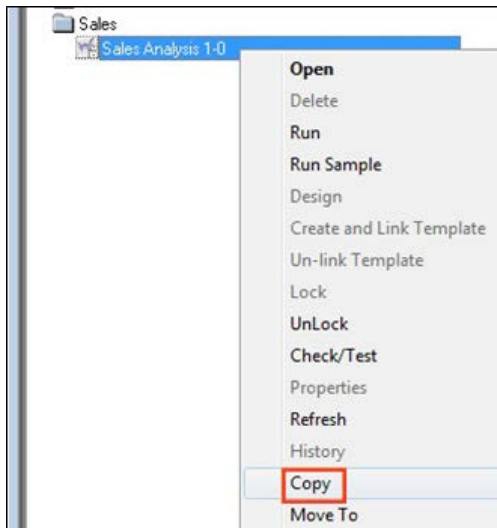 Sales
Sales Analysis 1-0
Open
Delete
Run
Run Sample
Design
Create and Link Template
Un-link Template
Lock
UnLock
Check/Test
Properties
Refresh
History
Copy
Move To